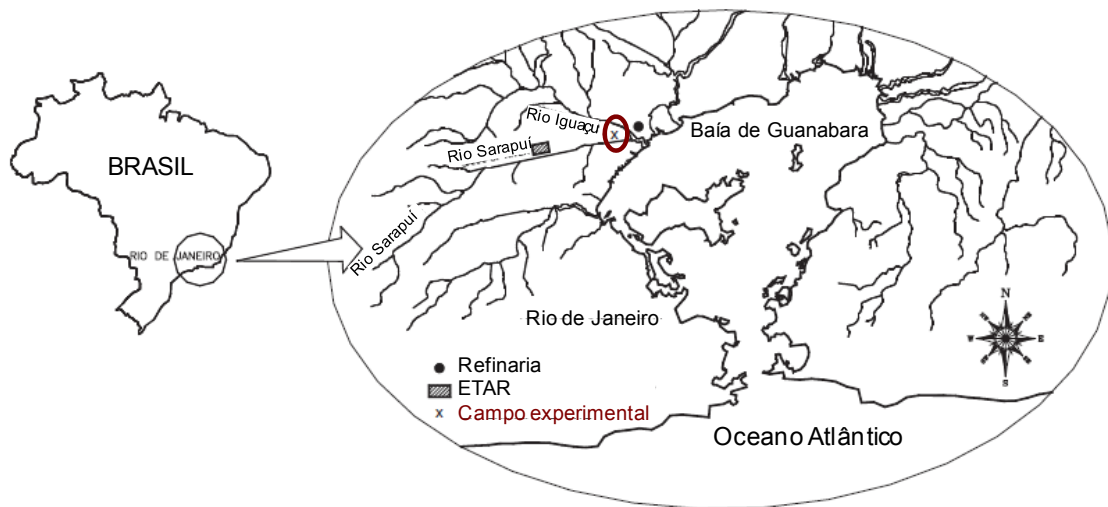 BRASIL
RIO DE JANEIRO
Rio Iguaçu
x
Rio Sarapuí
Rio Sarapuí
Baía de Guanabara
Rio de Janeiro
Refinaria
ETAR
x Campo experimental
Oceano Atlântico
N
W
E
S